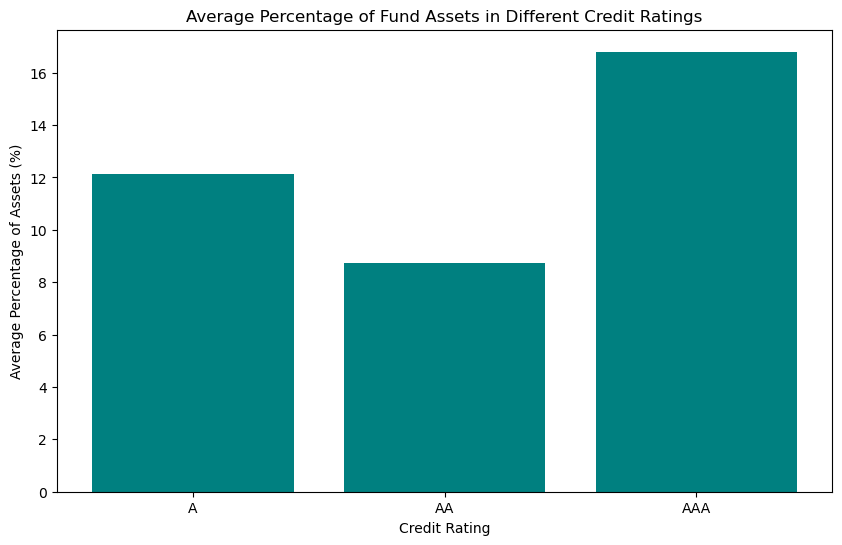 Average Percentage of Fund Assets in Different Credit Ratings
Average Percentage of Assets (%)
16
14
12
10
8
6
4
2
0
A AA AAA
Credit Rating